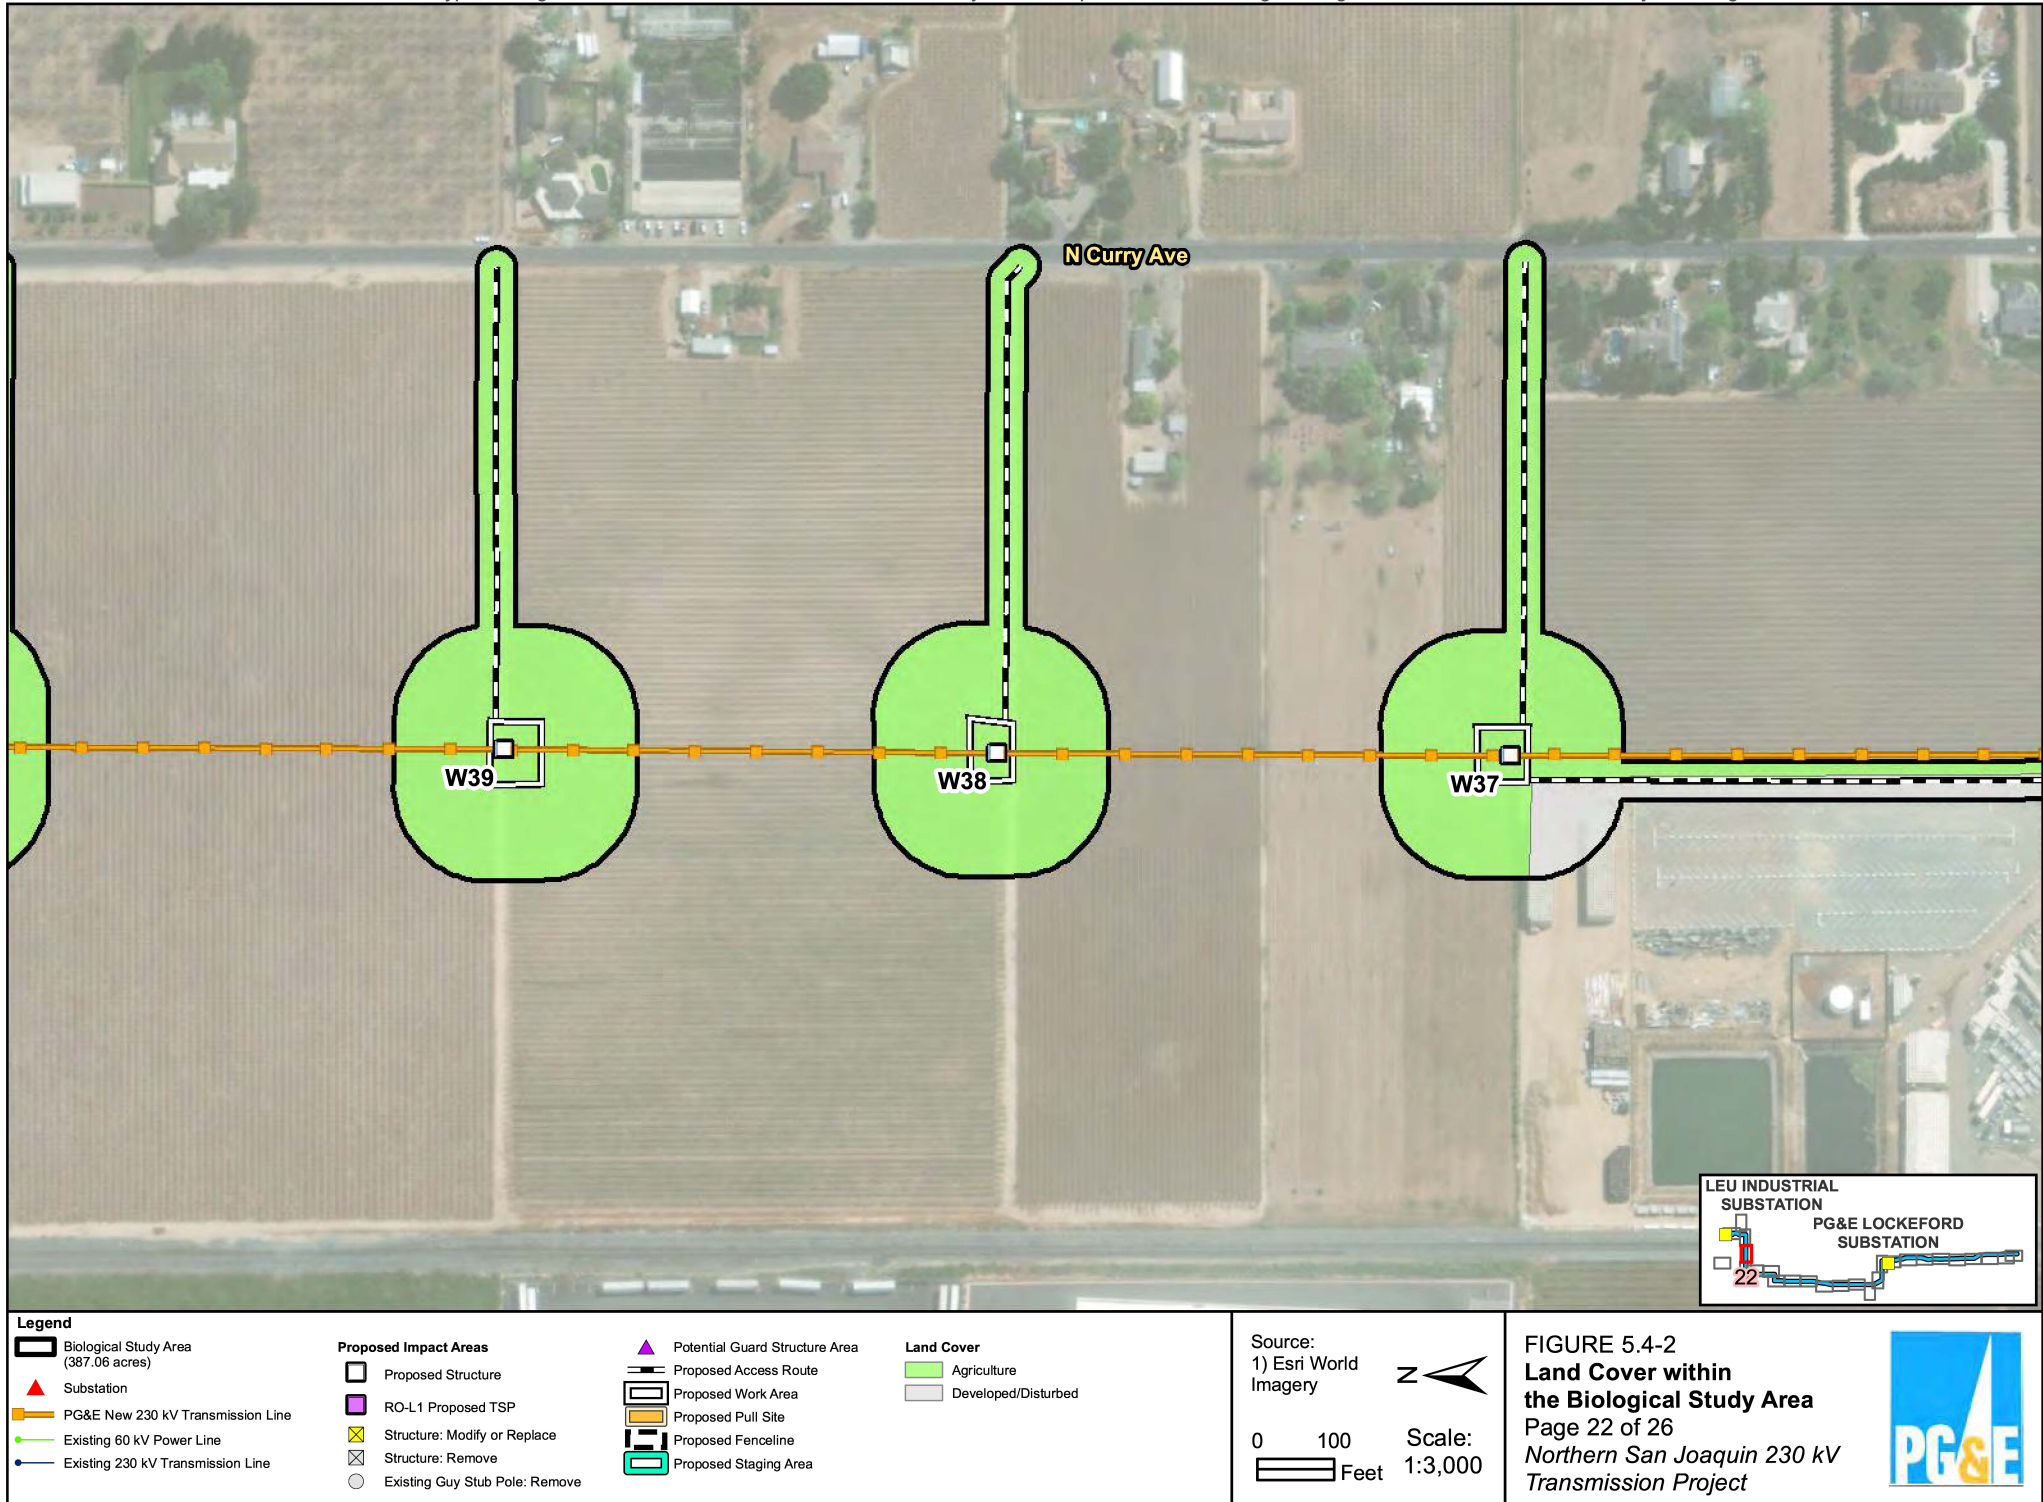 N Curry Ave
W39
W38
W37
LEU INDUSTRIAL
SUBSTATION
PG&E LOCKEFORD
SUBSTATION
22
Legend
Biological Study Area
(387.06 acres)
Substation
PG&E New 230 kV Transmission Line
Existing 60 kV Power Line
Existing 230 kV Transmission Line
Proposed Impact Areas
Proposed Structure
RO-L1 Proposed TSP
Structure: Modify or Replace
Structure: Remove
Existing Guy Stub Pole: Remove
Potential Guard Structure Area
Proposed Access Route
Proposed Work Area
Proposed Pull Site
Proposed Fenceline
Proposed Staging Area
Land Cover
Agriculture
Developed/Disturbed
Source:
1) Esri World
Imagery
N
0 100
Feet
Scale:
1:3,000
FIGURE 5.4-2
Land Cover within
the Biological Study Area
Page 22 of 26
Northern San Joaquin 230 kV
Transmission Project
PG&E